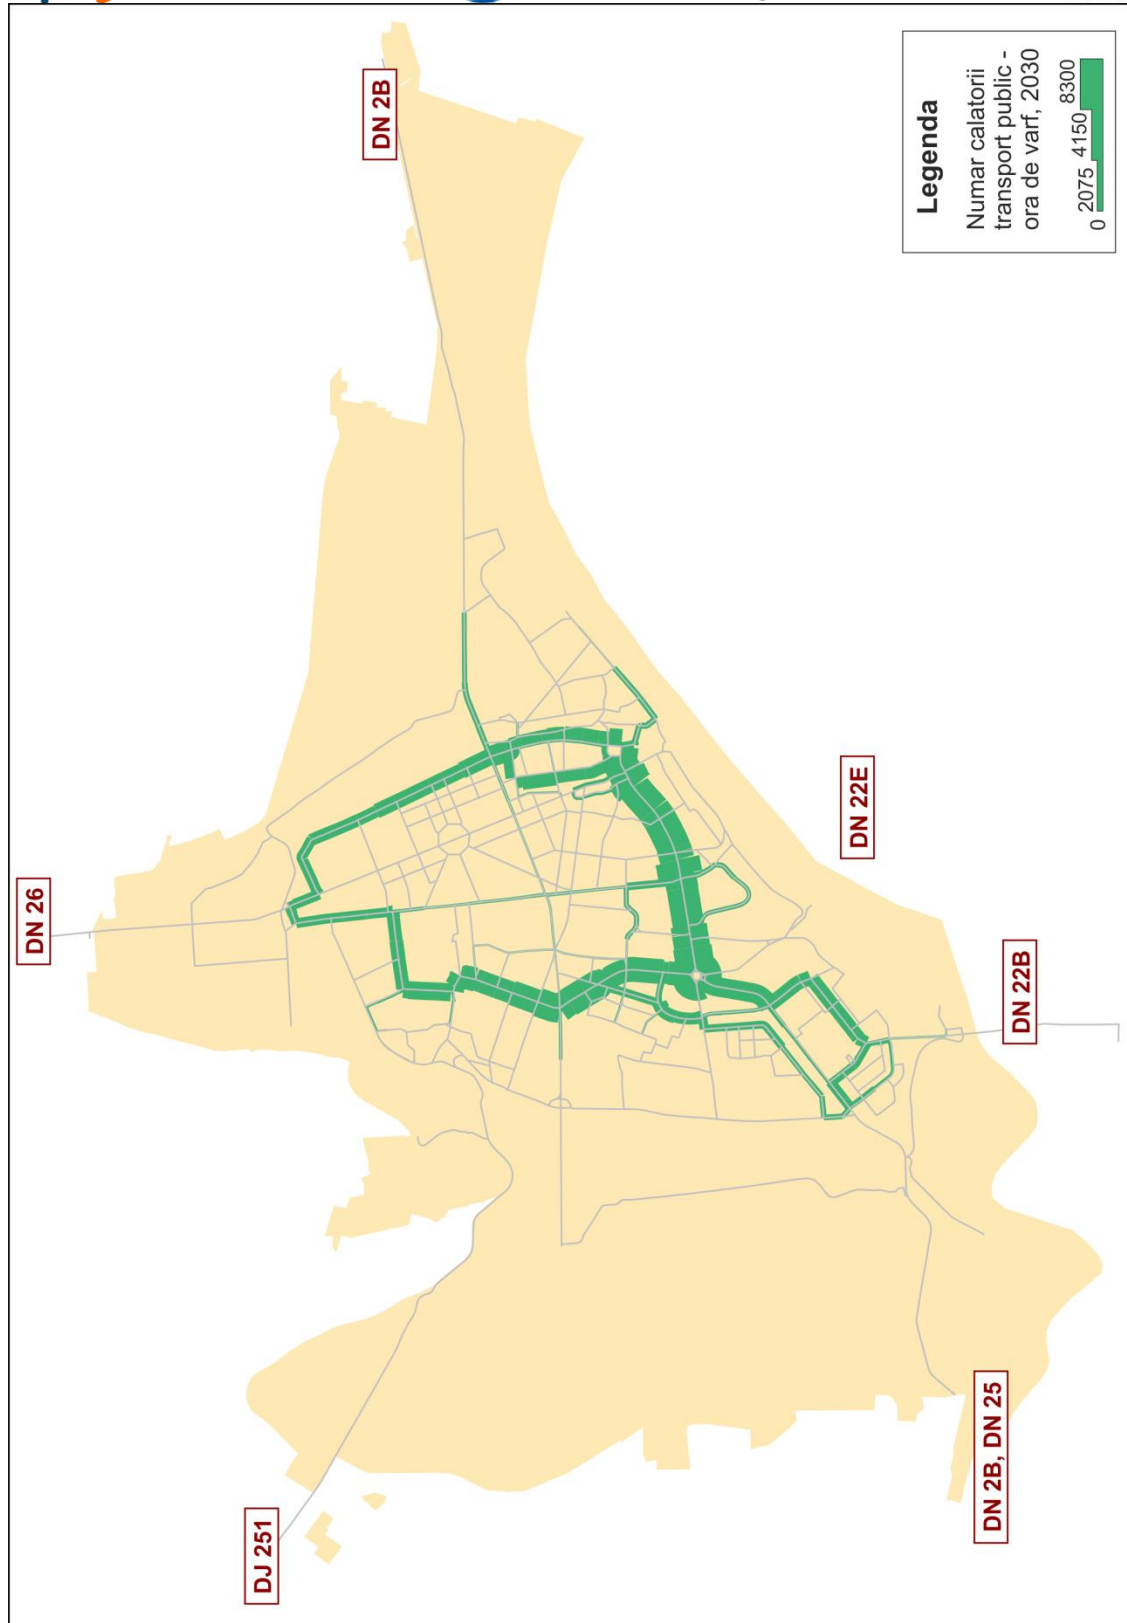 DN 2B
Legenda
Numar calatorii
transport public -
ora de varf, 2030
0 2075 4150 8300
DN 26
DN 22E
DN 22B
DJ 251
DN 2B, DN 25